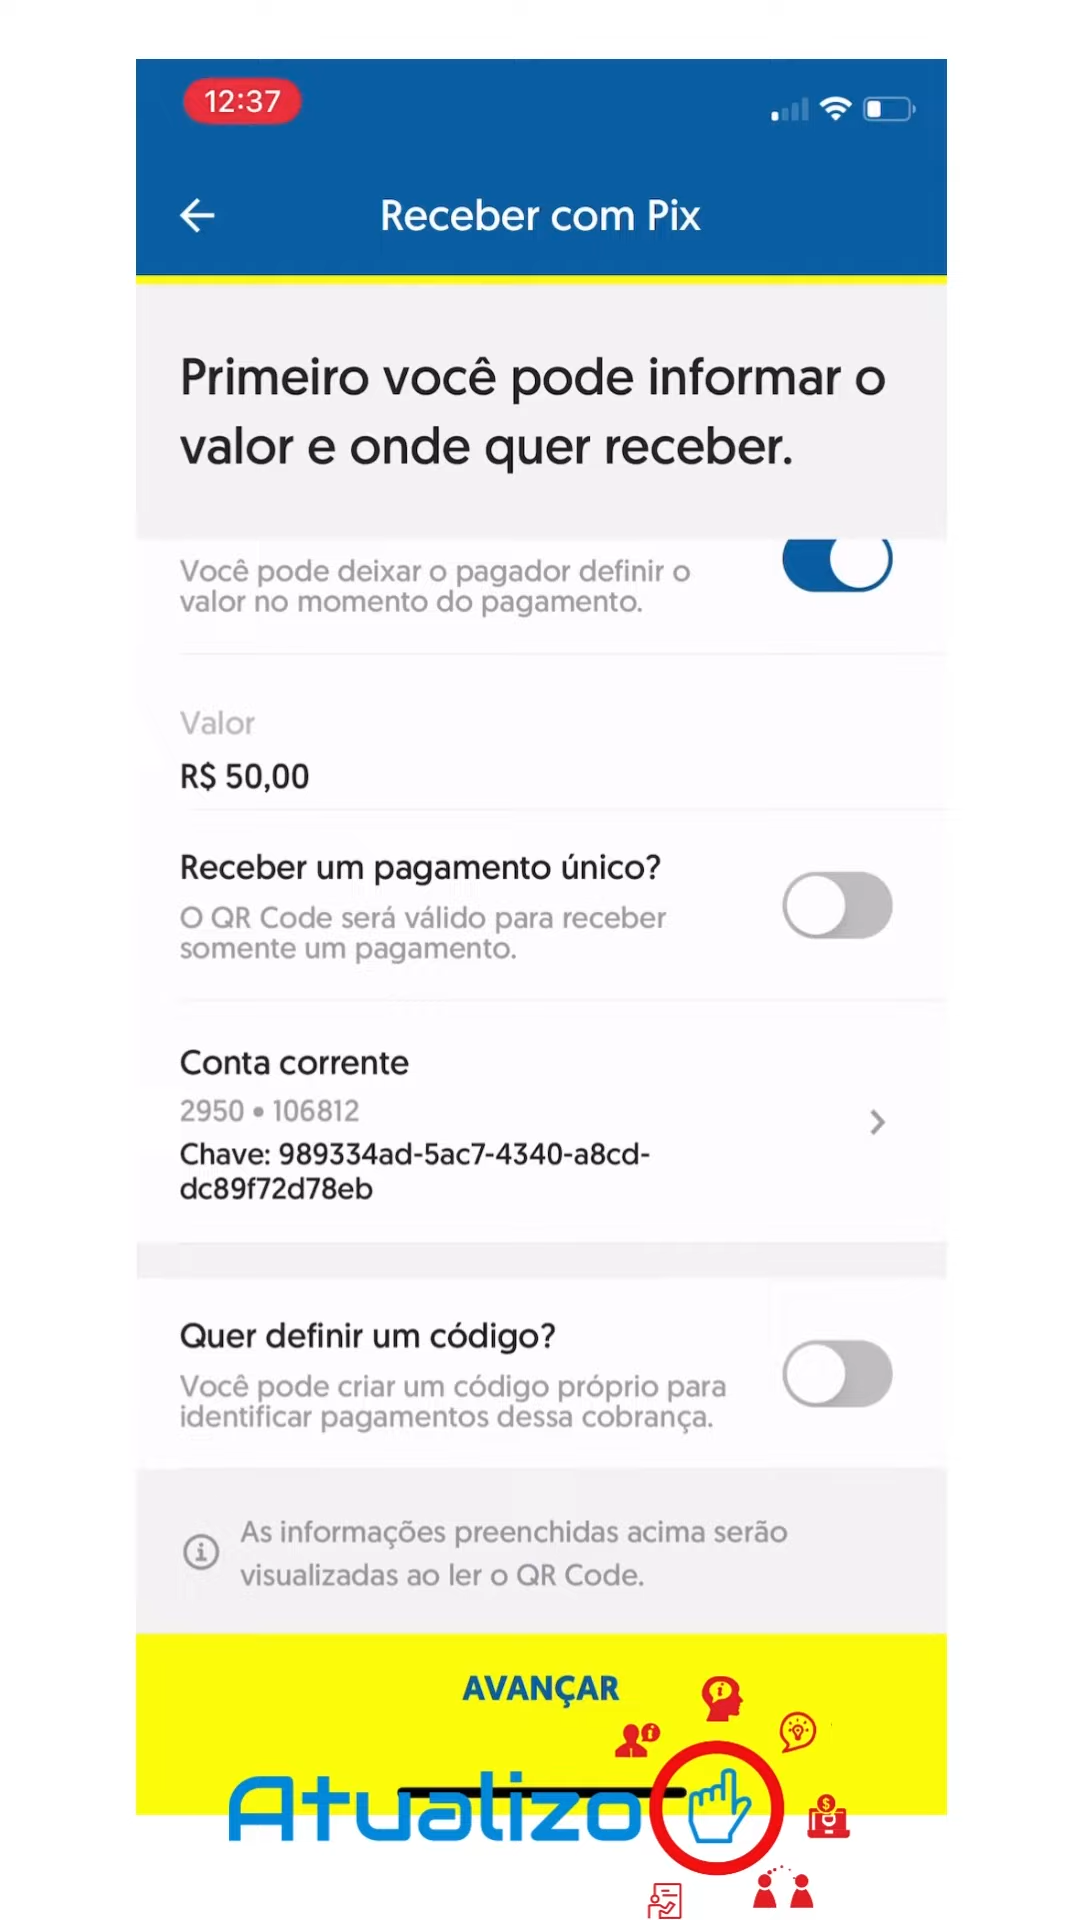 12:37
Receber com Pix
Primeiro você pode informar o
valor e onde quer receber.
Você pode deixar o pagador definir o
valor no momento do pagamento.
Valor
R$ 50,00
Receber um pagamento único?
O QR Code será válido para receber
somente um pagamento.
Conta corrente
2950 • 106812
Chave: 989334ad-5ac7-4340-a8cd-
dc89f72d78eb
Quer definir um código?
Você pode criar um código próprio para
identificar pagamentos dessa cobrança.
As informações preenchidas acima serão
visualizadas ao ler o QR Code.
AVANÇAR
Atualizo